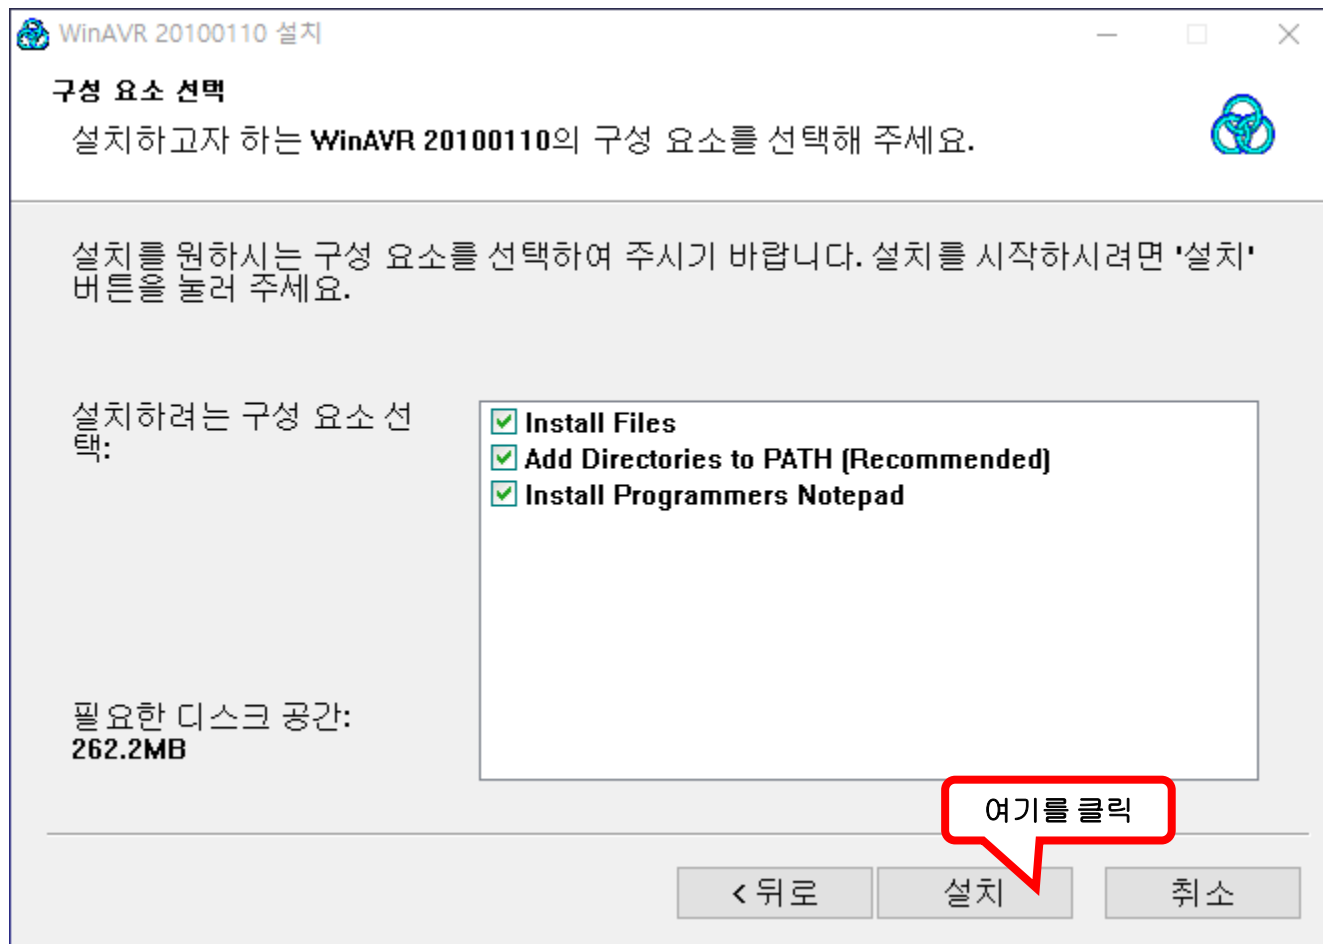 WinAVR 20100110 설치
구성 요소 선택
설치하고자 하는 WinAVR 20100110의 구성 요소를 선택해 주세요.
설치를 원하시는 구성 요소를 선택하여 주시기 바랍니다. 설치를 시작하시려면 '설치'
버튼을 눌러 주세요.
설치하려는 구성 요소 선
택:
Install Files
Add Directories to PATH (Recommended)
Install Programmers Notepad
필요한 디스크 공간:
262.2MB
여기를 클릭
< 뒤로
설치
취소